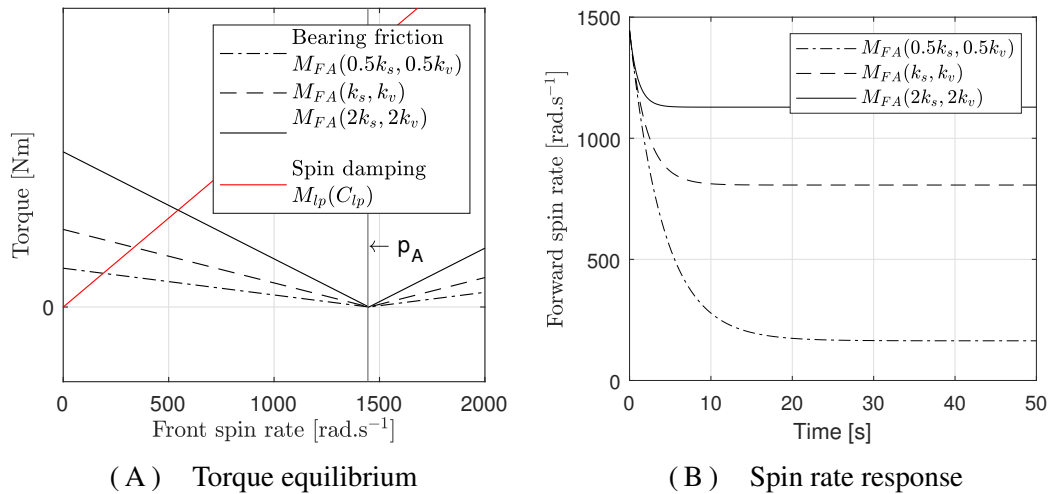 Torque [Nm]
0
Bearing friction
M_{FA}(0.5k_s, 0.5k_v)
M_{FA}(k_s, k_v)
M_{FA}(2k_s, 2k_v)
Spin damping
M_{lp}(C_{lp})
← p_A
0 500 1000 1500 2000
Front spin rate [rad.s⁻¹]
(A) Torque equilibrium
Forward spin rate [rad.s⁻¹]
1500
1000
500
0
M_{FA}(0.5k_s, 0.5k_v)
M_{FA}(k_s, k_v)
M_{FA}(2k_s, 2k_v)
0 10 20 30 40 50
Time [s]
(B) Spin rate response